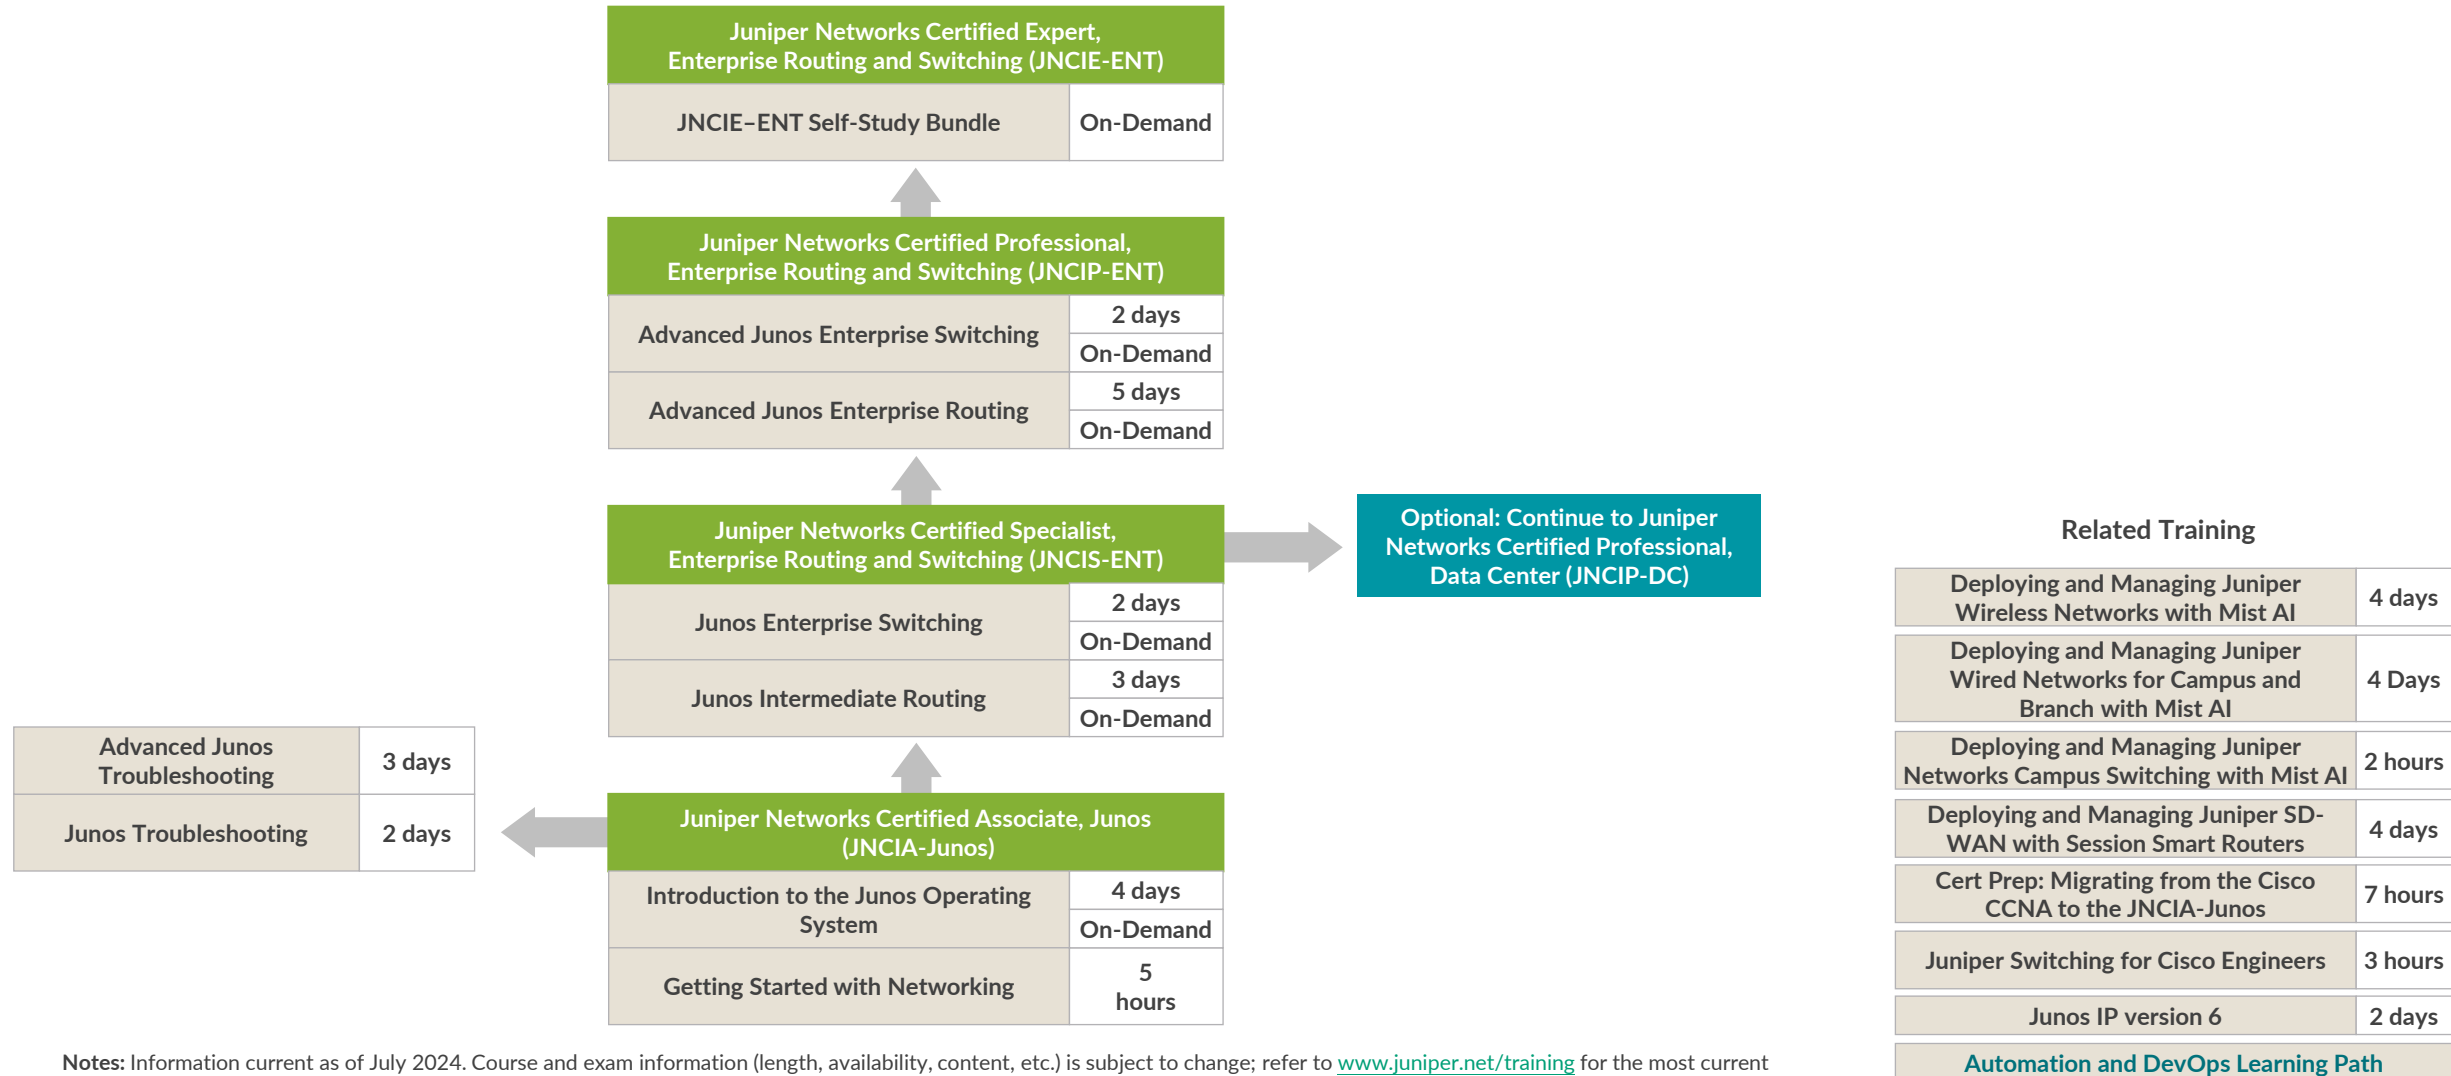 Juniper Networks Certified Expert,
Enterprise Routing and Switching (JNCIE-ENT)
JNCIE–ENT Self-Study Bundle
On-Demand
Juniper Networks Certified Professional,
Enterprise Routing and Switching (JNCIP-ENT)
Advanced Junos Enterprise Switching
2 days
On-Demand
Advanced Junos Enterprise Routing
5 days
On-Demand
Juniper Networks Certified Specialist,
Enterprise Routing and Switching (JNCIS-ENT)
Junos Enterprise Switching
2 days
On-Demand
Junos Intermediate Routing
3 days
On-Demand
Optional: Continue to Juniper
Networks Certified Professional,
Data Center (JNCIP-DC)
Advanced Junos
Troubleshooting
3 days
Junos Troubleshooting
2 days
Juniper Networks Certified Associate, Junos
(JNCIA-Junos)
Introduction to the Junos Operating
System
4 days
On-Demand
Getting Started with Networking
5
hours
Related Training
Deploying and Managing Juniper
Wireless Networks with Mist AI
4 days
Deploying and Managing Juniper
Wired Networks for Campus and
Branch with Mist AI
4 Days
Deploying and Managing Juniper
Networks Campus Switching with Mist AI
2 hours
Deploying and Managing Juniper SD-
WAN with Session Smart Routers
4 days
Cert Prep: Migrating from the Cisco
CCNA to the JNCIA-Junos
7 hours
Juniper Switching for Cisco Engineers
3 hours
Junos IP version 6
2 days
Automation and DevOps Learning Path
Notes: Information current as of July 2024. Course and exam information (length, availability, content, etc.) is subject to change; refer to www.juniper.net/training for the most current